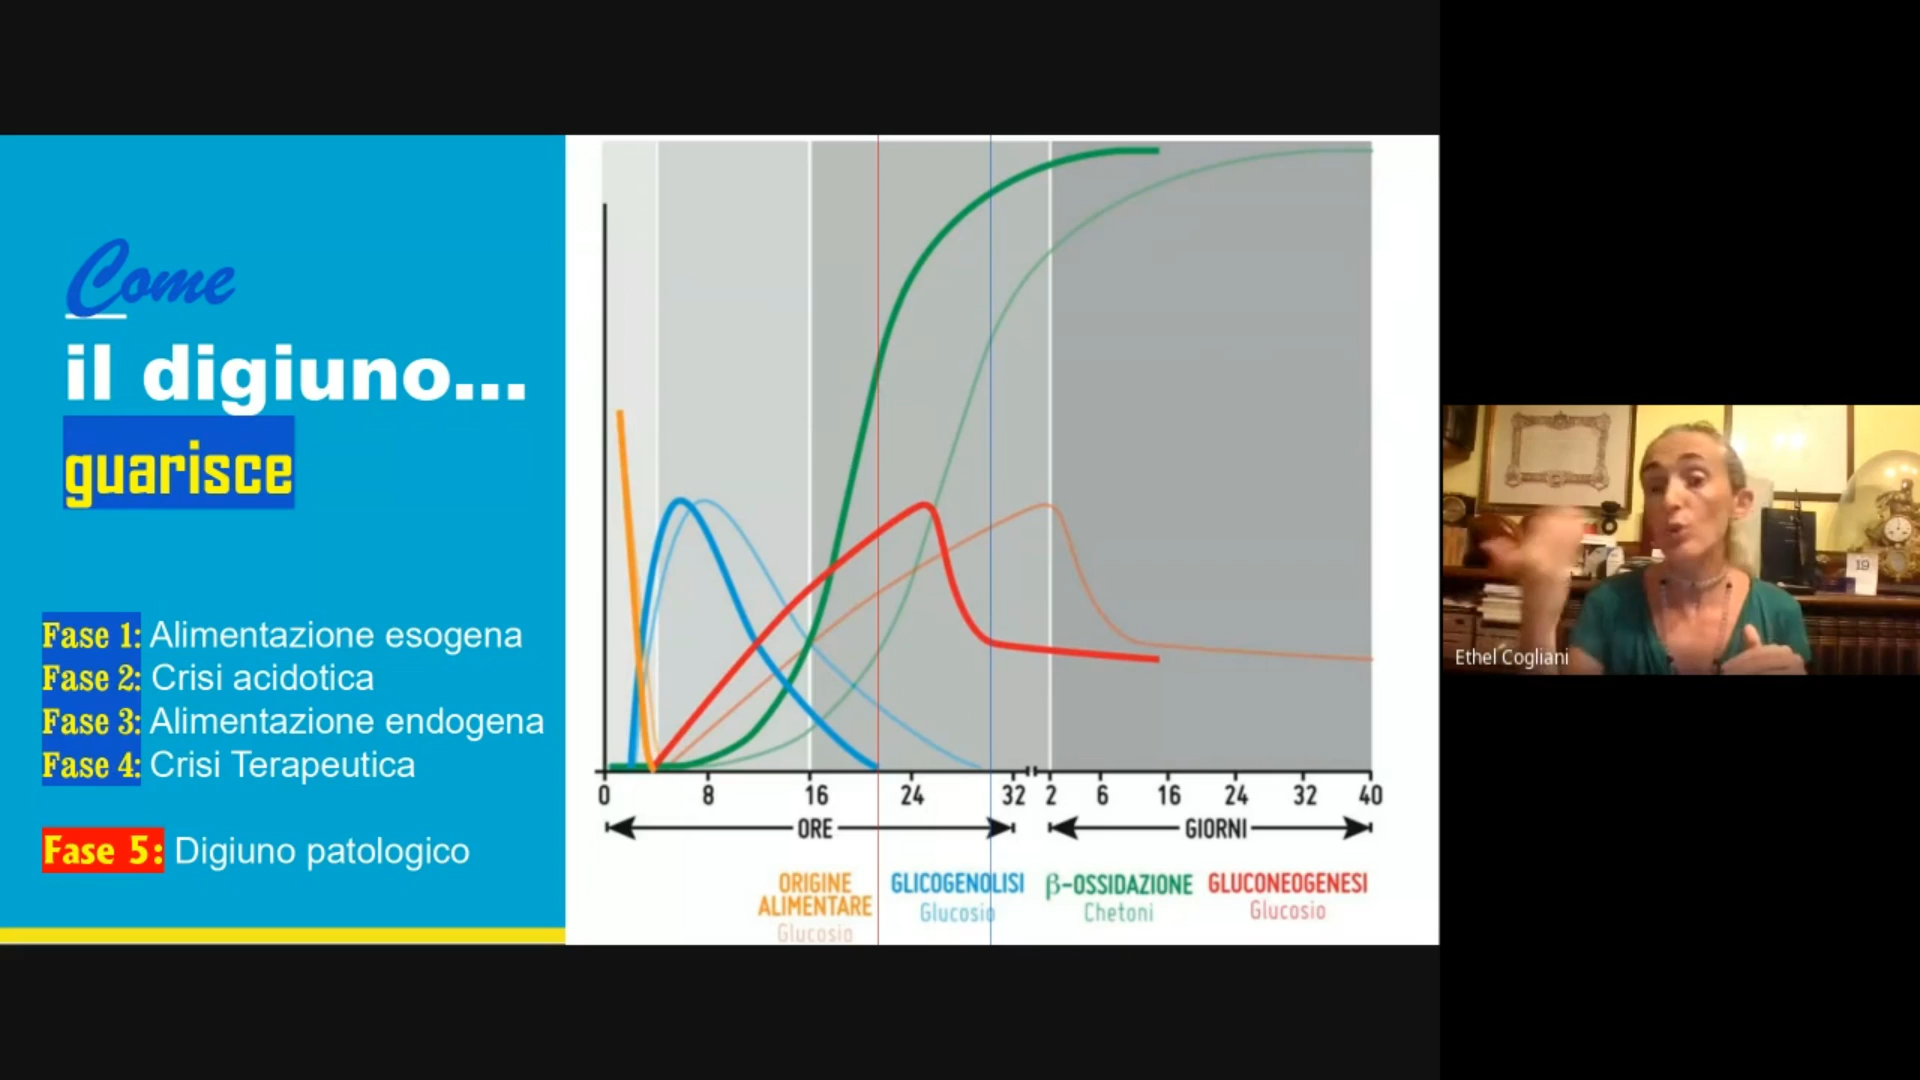 Come
il digiuno...
guarisce
Fase 1: Alimentazione esogena
Fase 2: Crisi acidotica
Fase 3: Alimentazione endogena
Fase 4: Crisi Terapeutica
Fase 5: Digiuno patologico
0 8 16 24 32 2 6 16 24 32 40
ORE GIORNI
ORIGINE
ALIMENTARE
Glucosio
GLICOGENOLISI
Glucosio
β-OSSIDAZIONE
Chetoni
GLUCONEOGENESI
Glucosio
19
Ethel Cogliani